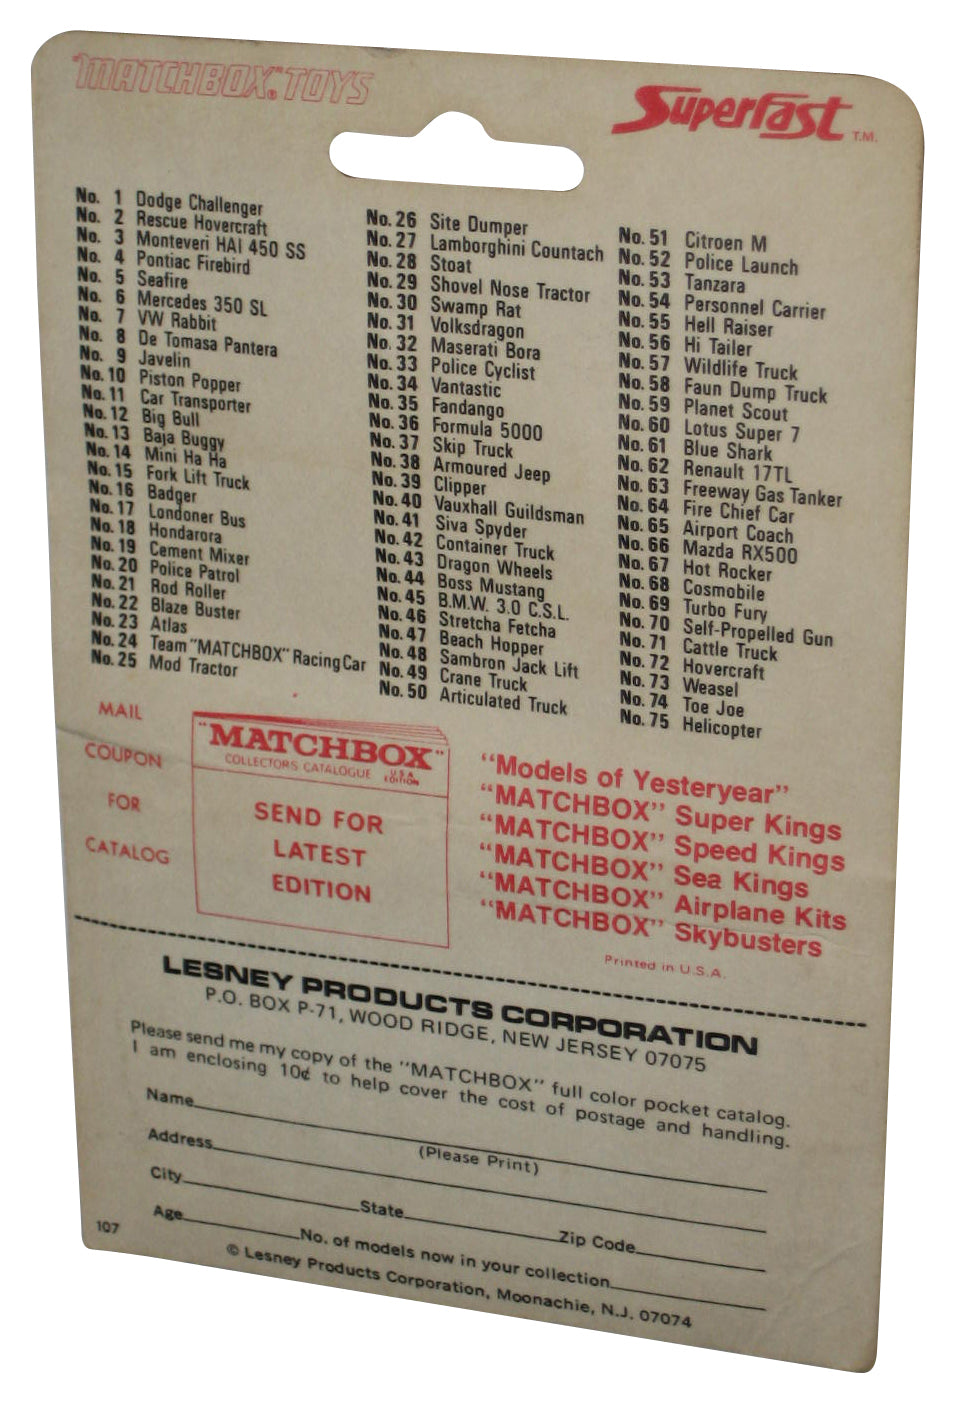 "MATCHBOX"® TOYS
Superfast T.M.
No. 1 Dodge Challenger
No. 2 Rescue Hovercraft
No. 3 Monteveri HAI 450 SS
No. 4 Pontiac Firebird
No. 5 Seafire
No. 6 Mercedes 350 SL
No. 7 VW Rabbit
No. 8 De Tomasa Pantera
No. 9 Javelin
No. 10 Piston Popper
No. 11 Car Transporter
No. 12 Big Bull
No. 13 Baja Buggy
No. 14 Mini Ha Ha
No. 15 Fork Lift Truck
No. 16 Badger
No. 17 Londoner Bus
No. 18 Hondarora
No. 19 Cement Mixer
No. 20 Police Patrol
No. 21 Rod Roller
No. 22 Blaze Buster
No. 23 Atlas
No. 24 Team "MATCHBOX" Racing Car
No. 25 Mod Tractor
No. 26 Site Dumper
No. 27 Lamborghini Countach
No. 28 Stoat
No. 29 Shovel Nose Tractor
No. 30 Swamp Rat
No. 31 Volksdragon
No. 32 Maserati Bora
No. 33 Police Cyclist
No. 34 Vantastic
No. 35 Fandango
No. 36 Formula 5000
No. 37 Skip Truck
No. 38 Armoured Jeep
No. 39 Clipper
No. 40 Vauxhall Guildsman
No. 41 Siva Spyder
No. 42 Container Truck
No. 43 Dragon Wheels
No. 44 Boss Mustang
No. 45 B.M.W. 3.0 C.S.L.
No. 46 Stretcha Fetcha
No. 47 Beach Hopper
No. 48 Sambron Jack Lift
No. 49 Crane Truck
No. 50 Articulated Truck
No. 51 Citroen M
No. 52 Police Launch
No. 53 Tanzara
No. 54 Personnel Carrier
No. 55 Hell Raiser
No. 56 Hi Tailer
No. 57 Wildlife Truck
No. 58 Faun Dump Truck
No. 59 Planet Scout
No. 60 Lotus Super 7
No. 61 Blue Shark
No. 62 Renault 17TL
No. 63 Freeway Gas Tanker
No. 64 Fire Chief Car
No. 65 Airport Coach
No. 66 Mazda RX500
No. 67 Hot Rocker
No. 68 Cosmobile
No. 69 Turbo Fury
No. 70 Self-Propelled Gun
No. 71 Cattle Truck
No. 72 Hovercraft
No. 73 Weasel
No. 74 Toe Joe
No. 75 Helicopter
MAIL
COUPON
FOR
CATALOG
"MATCHBOX"
COLLECTORS CATALOGUE U.S.A. EDITION
SEND FOR
LATEST
EDITION
"Models of Yesteryear"
"MATCHBOX" Super Kings
"MATCHBOX" Speed Kings
"MATCHBOX" Sea Kings
"MATCHBOX" Airplane Kits
"MATCHBOX" Skybusters
Printed in U.S.A.
LESNEY PRODUCTS CORPORATION
P.O. BOX P-71, WOOD RIDGE, NEW JERSEY 07075
Please send me my copy of the "MATCHBOX" full color pocket catalog.
I am enclosing 10¢ to help cover the cost of postage and handling.
Name
(Please Print)
Address
City State Zip Code
Age No. of models now in your collection
107
© Lesney Products Corporation, Moonachie, N.J. 07074